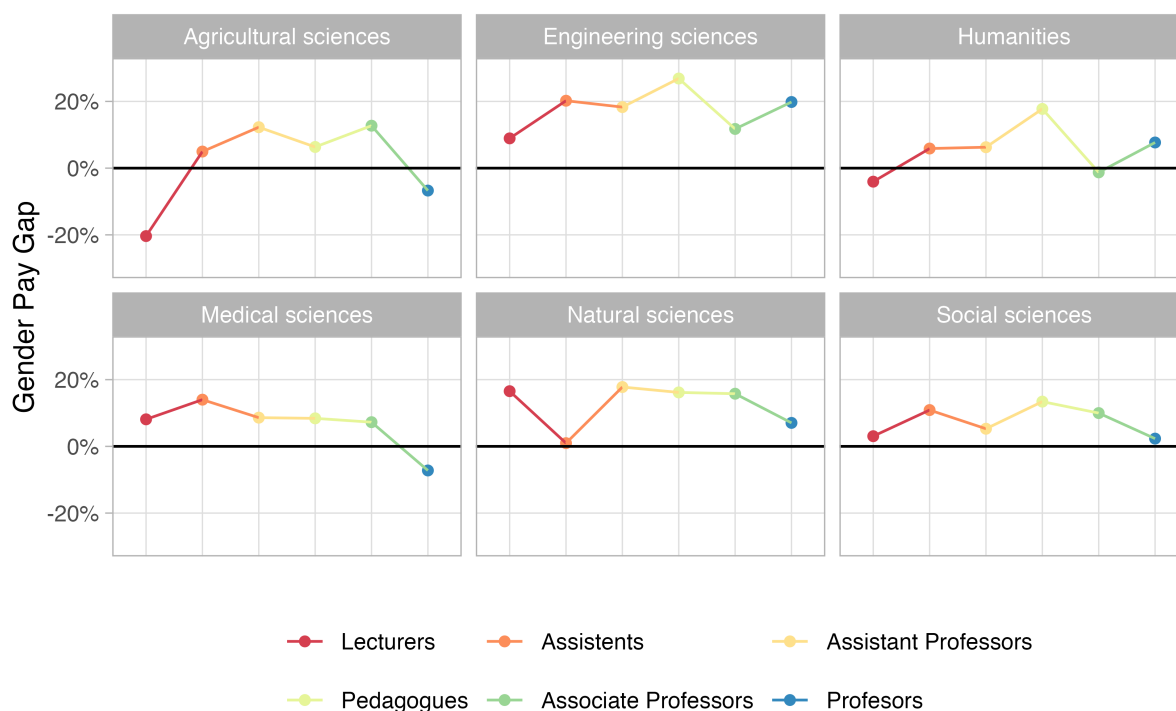 Agricultural sciences Engineering sciences Humanities
20%
0%
-20%
Medical sciences Natural sciences Social sciences
20%
0%
-20%
Gender Pay Gap
Lecturers Assistents Assistant Professors
Pedagogues Associate Professors Profesors